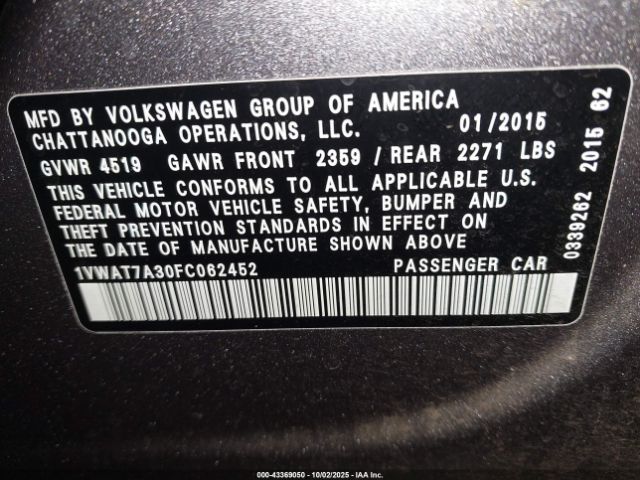 MFD BY VOLKSWAGEN GROUP OF AMERICA
CHATTANOOGA OPERATIONS, LLC. 01/2015
GVWR 4519 GAWR FRONT 2359 / REAR 2271 LBS
THIS VEHICLE CONFORMS TO ALL APPLICABLE U.S.
FEDERAL MOTOR VEHICLE SAFETY, BUMPER AND
THEFT PREVENTION STANDARDS IN EFFECT ON
THE DATE OF MANUFACTURE SHOWN ABOVE
1VWAT7A30FC062452 PASSENGER CAR
0339262 2015 62
000-43369050 - 10/02/2025 - IAA Inc.